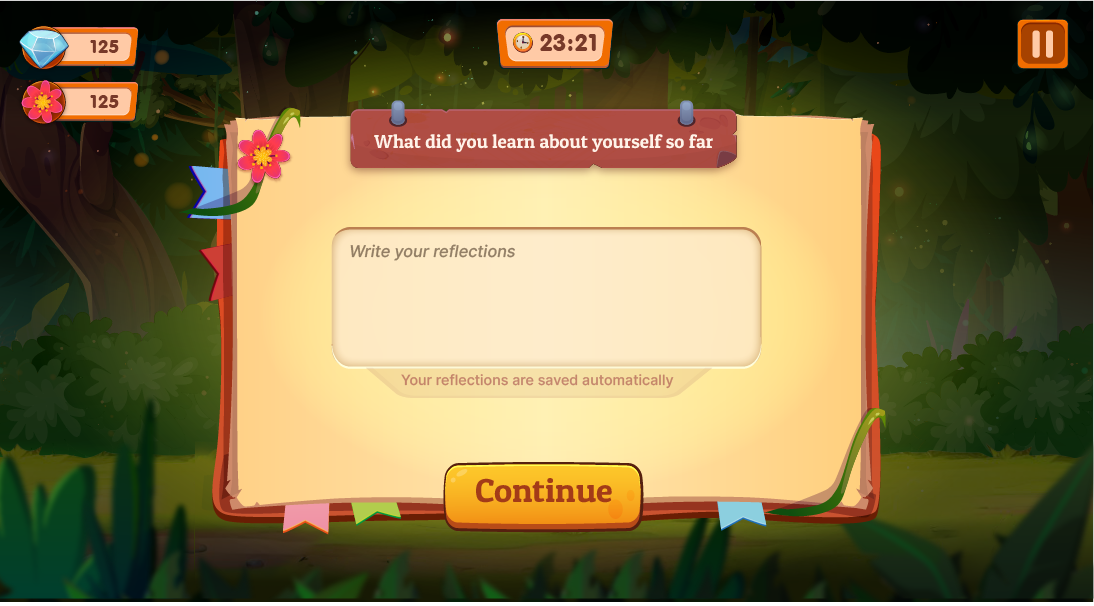 125
23:21
125
What did you learn about yourself so far
Write your reflections
Your reflections are saved automatically
Continue